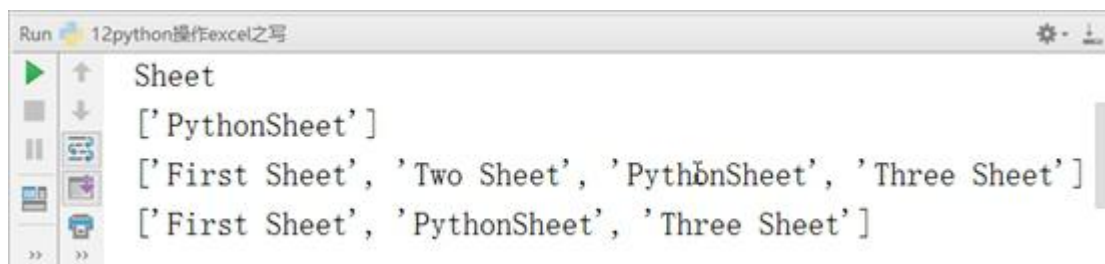 Run 12python操作excel之写
Sheet
['PythonSheet']
['First Sheet', 'Two Sheet', 'PythonSheet', 'Three Sheet']
['First Sheet', 'PythonSheet', 'Three Sheet']